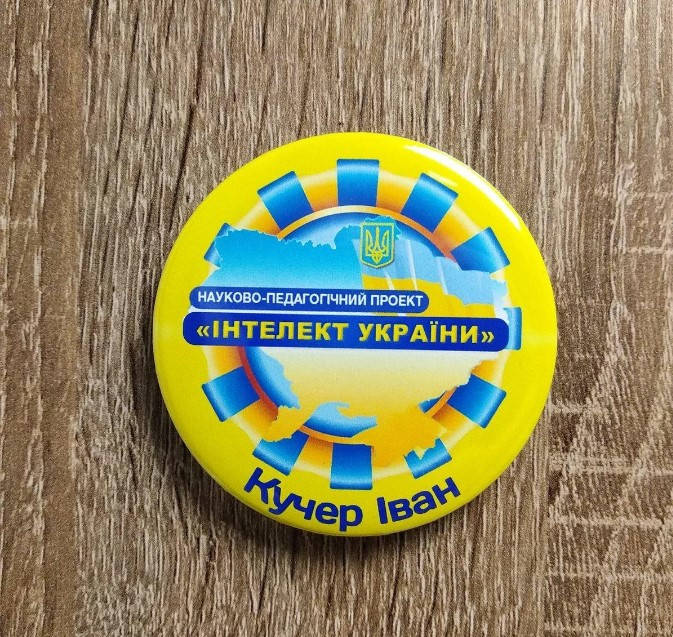 НАУКОВО-ПЕДАГОГІЧНИЙ ПРОЕКТ
«ІНТЕЛЕКТ УКРАЇНИ»
Кучер Іван